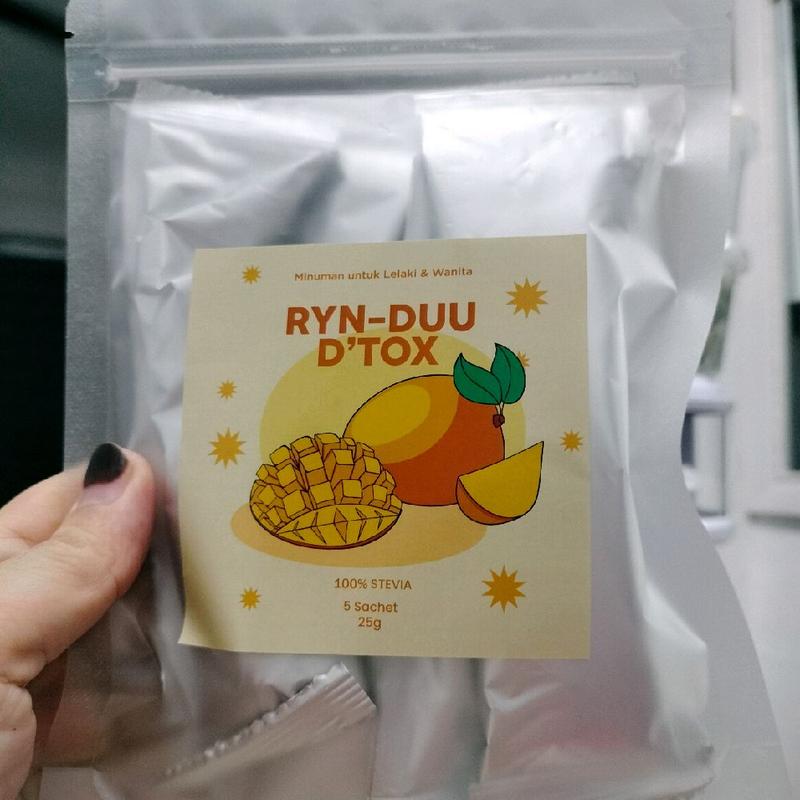 Minuman untuk Lelaki & Wanita
RYN-DUU
D'TOX
100% STEVIA
5 Sachet
25g